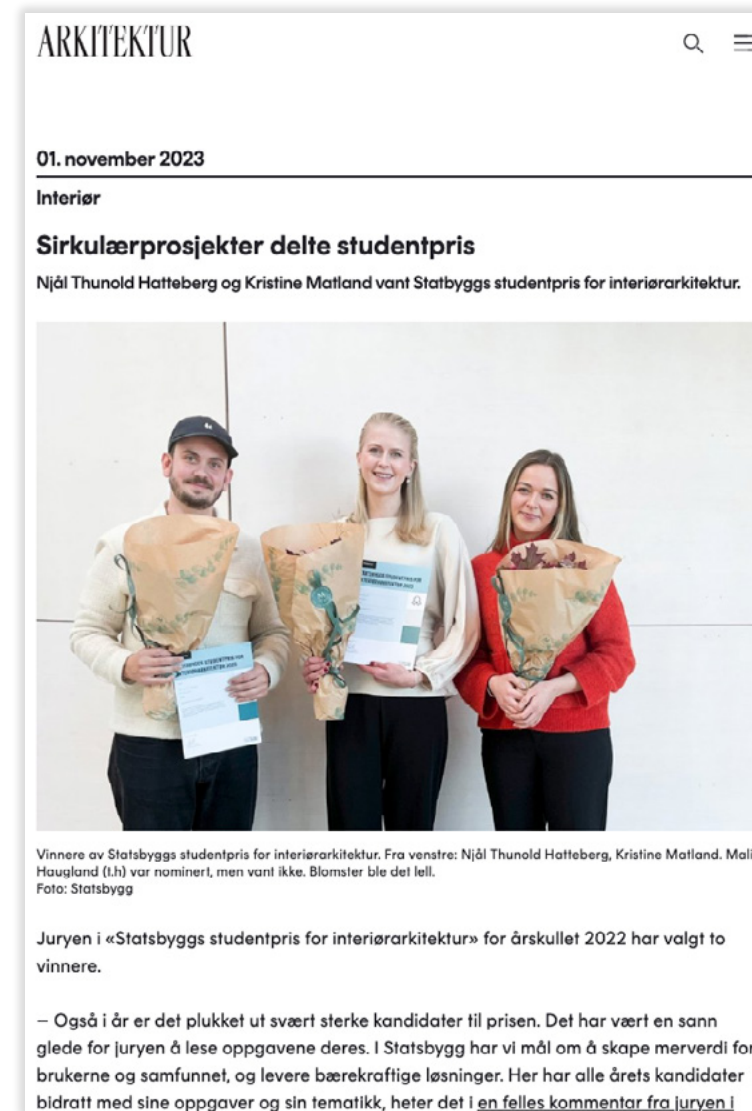 ARKITEKTUR
01. november 2023
Interiør
Sirkulærprosjekter delte studentpris
Njål Thunold Hatteberg og Kristine Matland vant Statbyggs studentpris for interiørarkitektur.
Vinnere av Statsbyggs studentpris for interiørarkitektur. Fra venstre: Njål Thunold Hatteberg, Kristine Matland. Mali
Haugland (t.h) var nominert, men vant ikke. Blomster ble det lell.
Foto: Statsbygg
Juryen i «Statsbyggs studentpris for interiørarkitektur» for årskullet 2022 har valgt to
vinnere.
– Også i år er det plukket ut svært sterke kandidater til prisen. Det har vært en sann
glede for juryen å lese oppgavene deres. I Statsbygg har vi mål om å skape merverdi for
brukerne og samfunnet, og levere bærekraftige løsninger. Her har alle årets kandidater
bidratt med sine oppgaver og sin tematikk, heter det i en felles kommentar fra juryen i